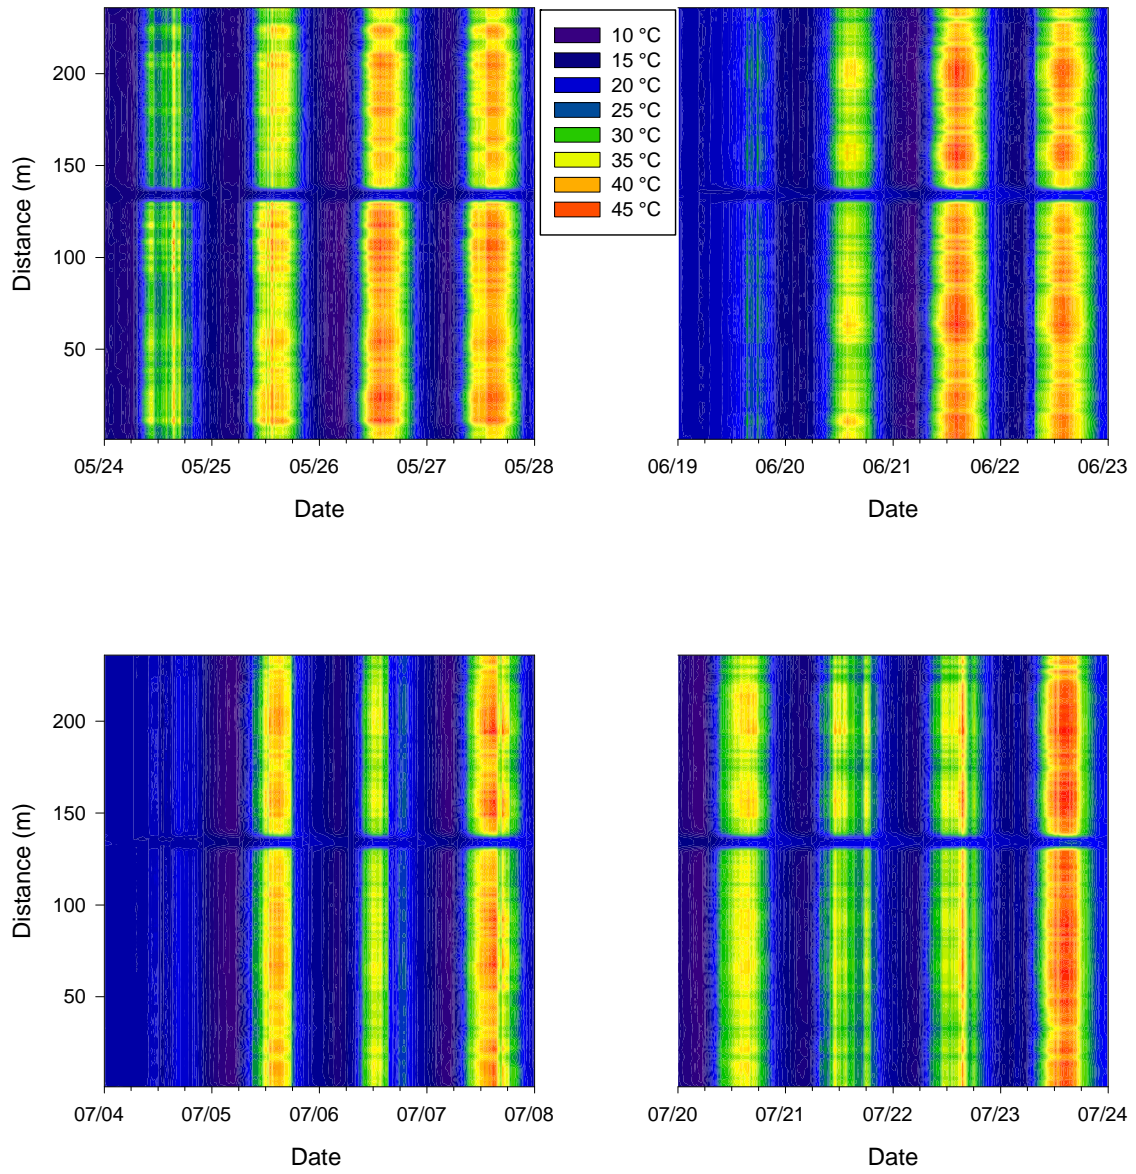 10 °C
15 °C
20 °C
25 °C
30 °C
35 °C
40 °C
45 °C
200
150
100
50
Distance (m)
05/24 05/25 05/26 05/27 05/28
Date
06/19 06/20 06/21 06/22 06/23
Date
200
150
100
50
Distance (m)
07/04 07/05 07/06 07/07 07/08
Date
07/20 07/21 07/22 07/23 07/24
Date